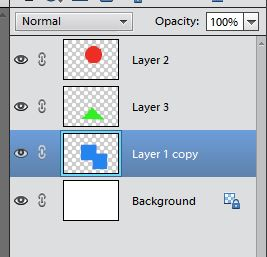 Normal Opacity: 100%
Layer 2
Layer 3
Layer 1 copy
Background